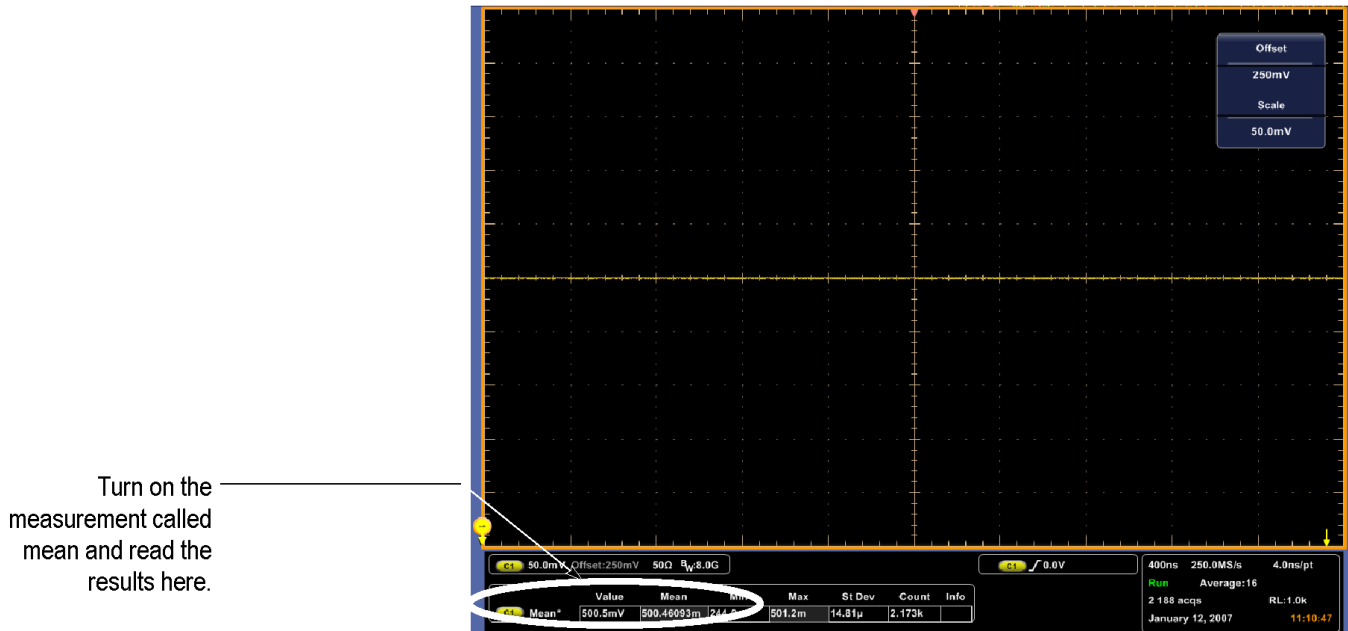 Offset
250mV
Scale
50.0mV
Turn on the
measurement called
mean and read the
results here.
C1 50.0mV Offset:250mV 50Ω BW:8.0G
C1 0.0V
400ns 250.0MS/s 4.0ns/pt
Run Average:16
2 188 acqs RL:1.0k
January 12, 2007 11:10:47
Value Mean Min Max St Dev Count Info
C1 Mean* 500.5mV 500.46093m 501.2m 14.81µ 2.173k